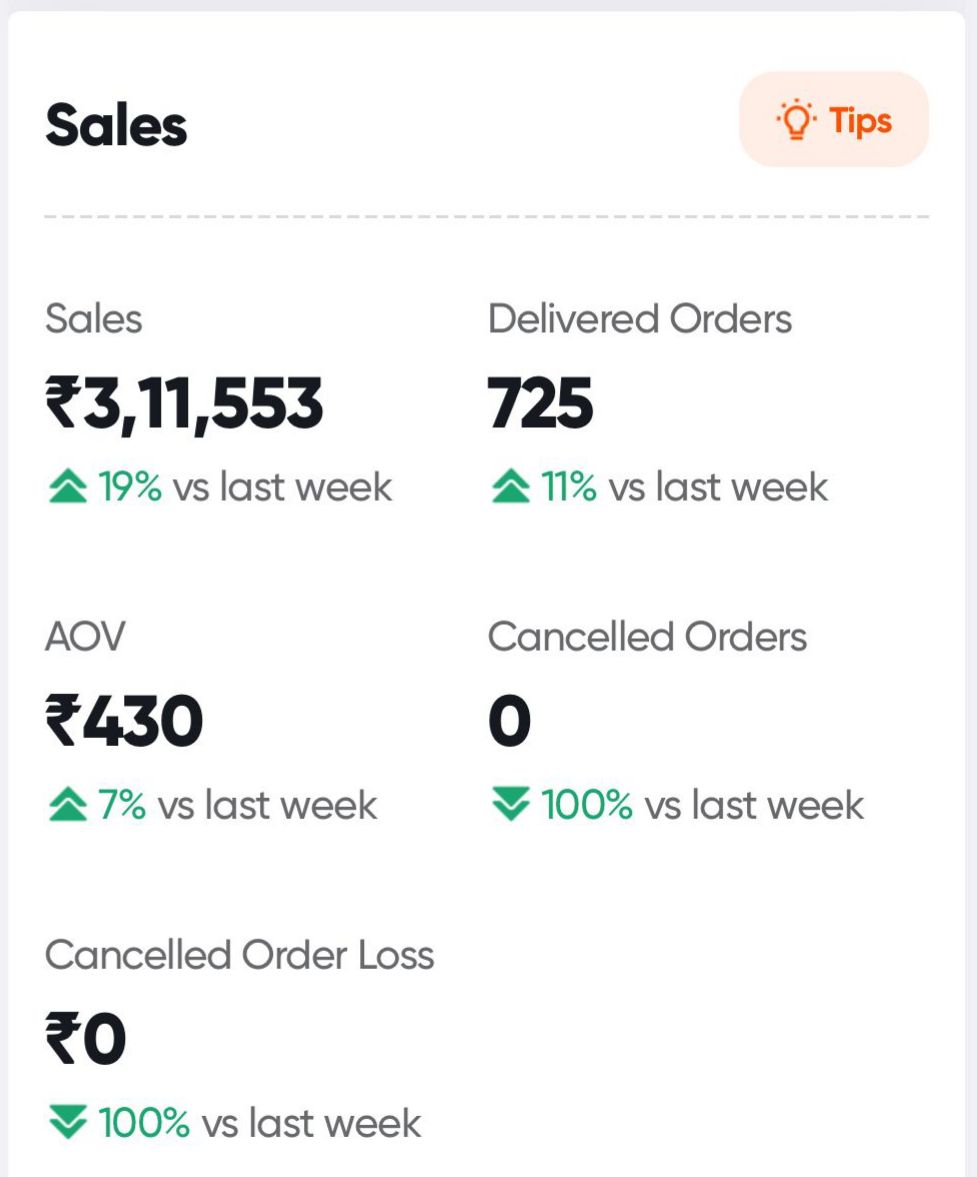 Sales
Tips
Sales
Delivered Orders
₹3,11,553
725
19% vs last week
11% vs last week
AOV
Cancelled Orders
₹430
0
7% vs last week
100% vs last week
Cancelled Order Loss
₹0
100% vs last week